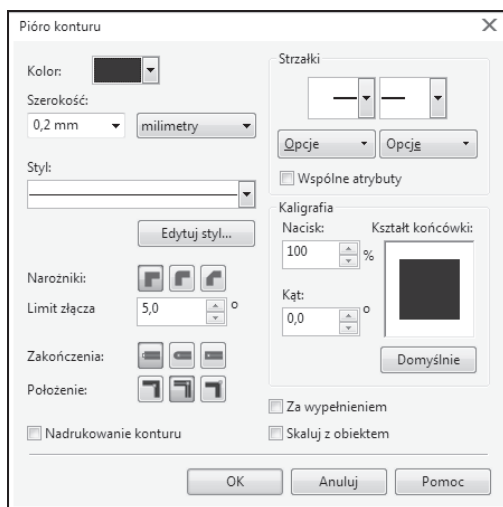 Pióro konturu
Kolor:
Szerokość:
0,2 mm milimetry
Styl:
Edytuj styl...
Narożniki:
Limit złącza 5,0 º
Zakończenia:
Położenie:
Nadrukowanie konturu
Strzałki
Opcje Opcje
Wspólne atrybuty
Kaligrafia
Nacisk: Kształt końcówki:
100 %
Kąt:
0,0 º
Domyślnie
Za wypełnieniem
Skaluj z obiektem
OK Anuluj Pomoc